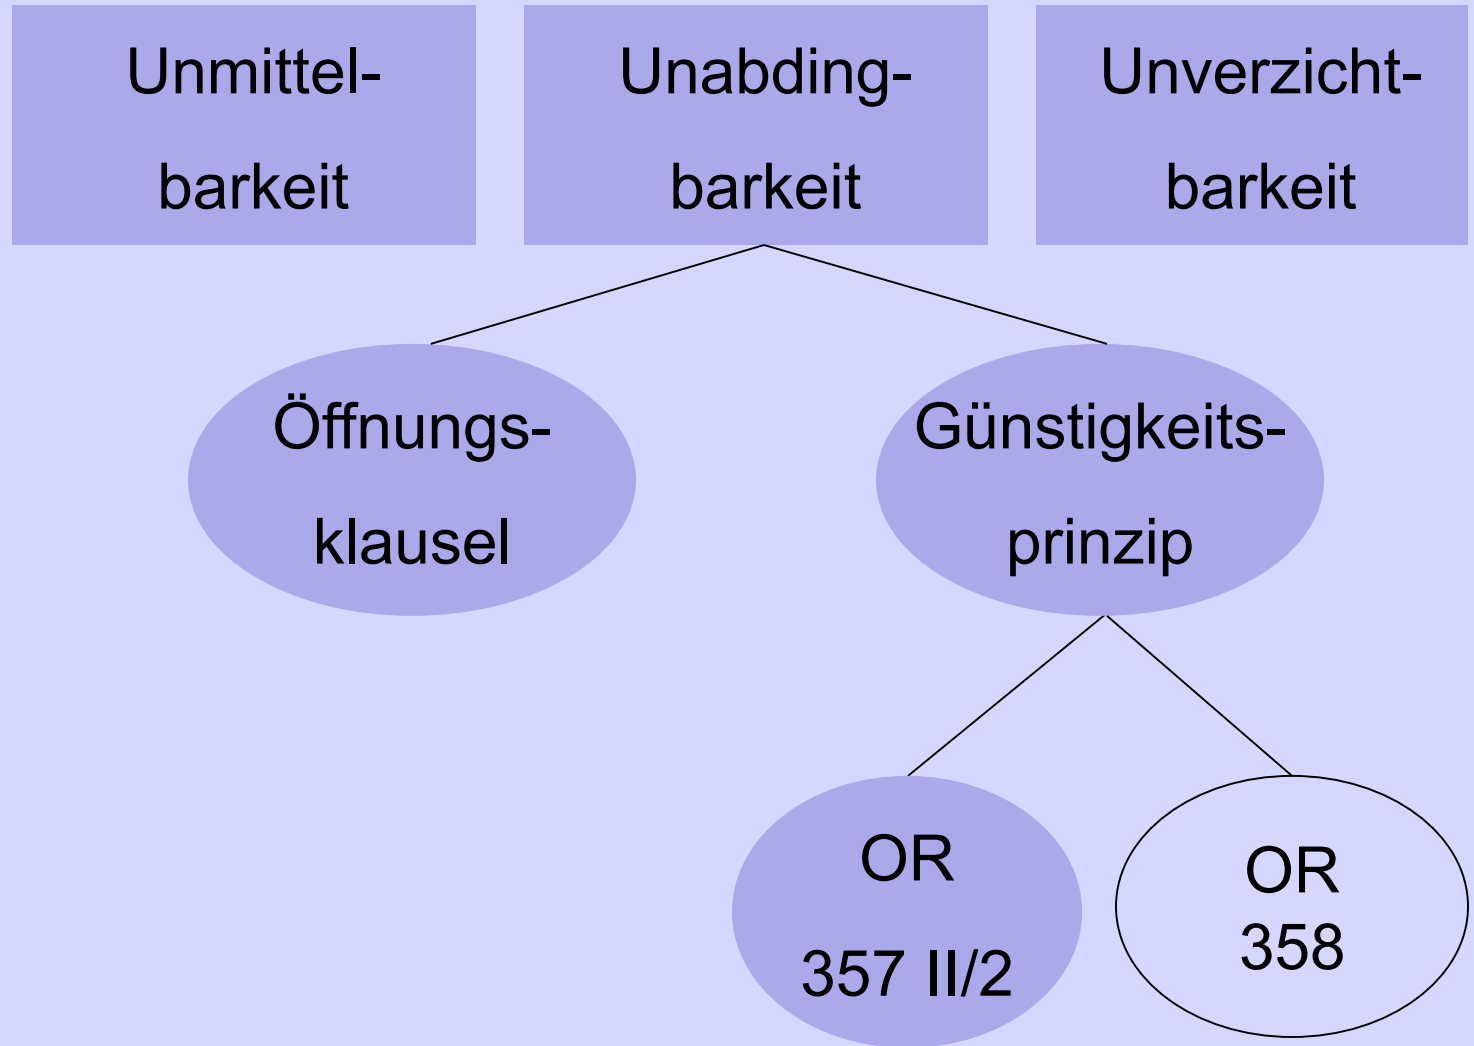 Unmittel-
barkeit
Unabding-
barkeit
Unverzicht-
barkeit
Öffnungs-
klausel
Günstigkeits-
prinzip
OR
357 II/2
OR
358